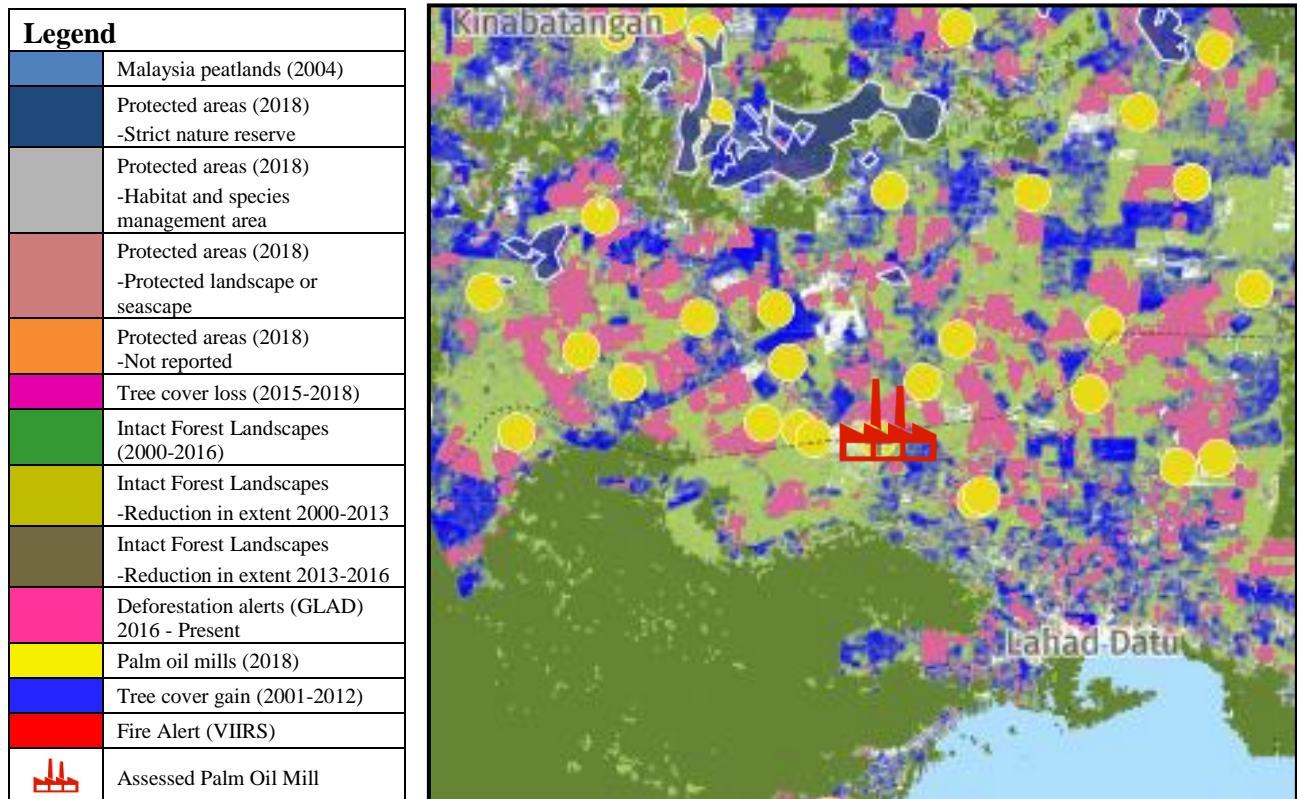 Legend
Malaysia peatlands (2004)
Protected areas (2018)
-Strict nature reserve
Protected areas (2018)
-Habitat and species
management area
Protected areas (2018)
-Protected landscape or
seascape
Protected areas (2018)
-Not reported
Tree cover loss (2015-2018)
Intact Forest Landscapes
(2000-2016)
Intact Forest Landscapes
-Reduction in extent 2000-2013
Intact Forest Landscapes
-Reduction in extent 2013-2016
Deforestation alerts (GLAD)
2016 - Present
Palm oil mills (2018)
Tree cover gain (2001-2012)
Fire Alert (VIIRS)
Assessed Palm Oil Mill
Kinabatangan
Lahad Datu